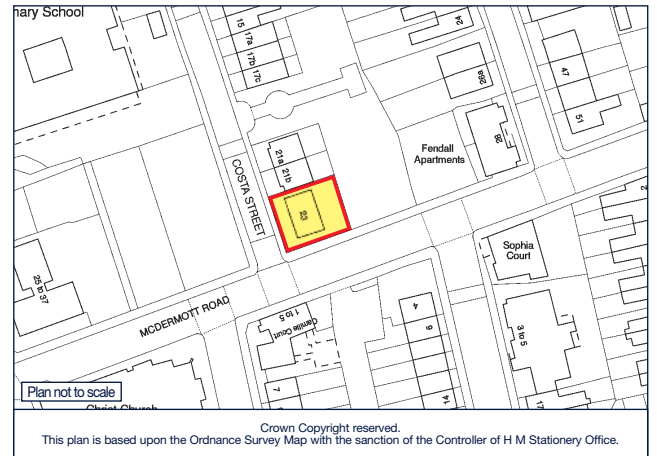 nary School
15
17a
17b
17c
24
26a
47
51
28
Fendall
Apartments
21a
21b
23
COSTA STREET
Sophia
Court
25 to 37
MCDERMOTT ROAD
1 to 5
Camille Court
4
6
3 to 5
7
14
17
2
Plan not to scale
Christ Church
Crown Copyright reserved.
This plan is based upon the Ordnance Survey Map with the sanction of the Controller of H M Stationery Office.